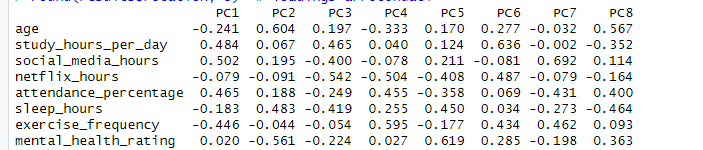 PC1 PC2 PC3 PC4 PC5 PC6 PC7 PC8
age -0.241 0.604 0.197 -0.333 0.170 0.277 -0.032 0.567
study_hours_per_day 0.484 0.067 0.465 0.040 0.124 0.636 -0.002 -0.352
social_media_hours 0.502 0.195 -0.400 -0.078 0.211 -0.081 0.692 0.114
netflix_hours -0.079 -0.091 -0.542 -0.504 -0.408 0.487 -0.079 -0.164
attendance_percentage 0.465 0.188 -0.249 0.455 -0.358 0.069 -0.431 0.400
sleep_hours -0.183 0.483 -0.419 0.255 0.450 0.034 -0.273 -0.464
exercise_frequency -0.446 -0.044 -0.054 0.595 -0.177 0.434 0.462 0.093
mental_health_rating 0.020 -0.561 -0.224 0.027 0.619 0.285 -0.198 0.363